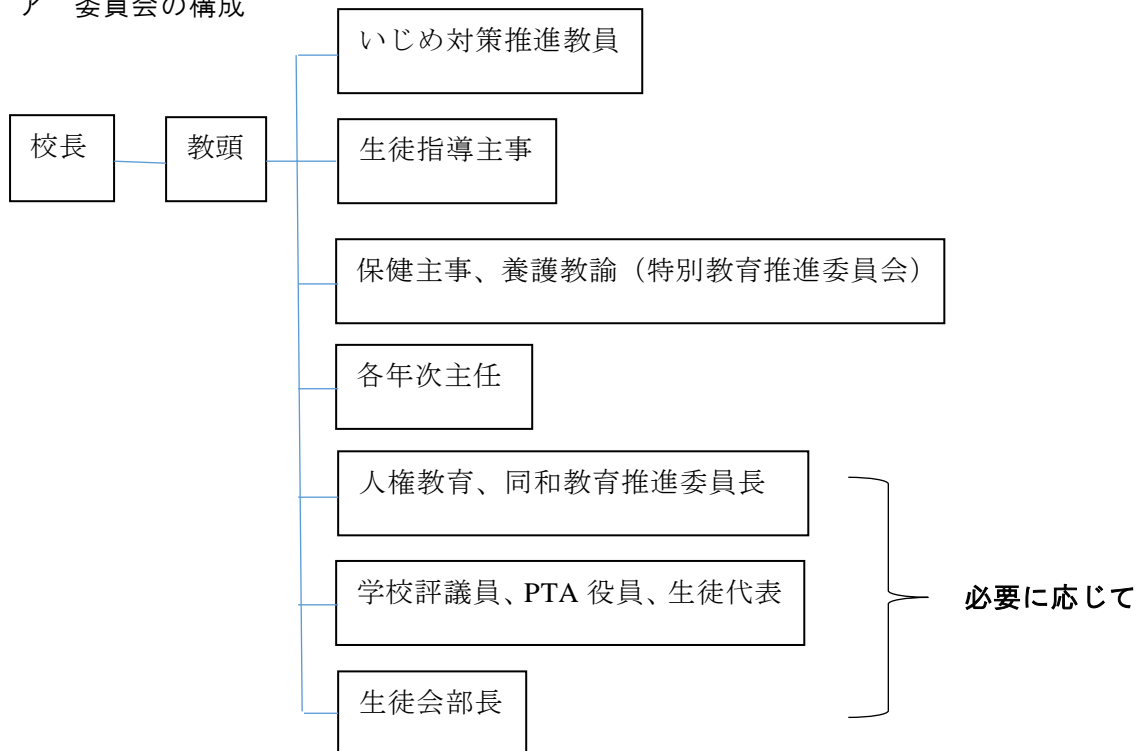 ア 委員会の構成
いじめ対策推進教員
校長
教頭
生徒指導主事
保健主事、養護教諭（特別教育推進委員会）
各年次主任
人権教育、同和教育推進委員長
学校評議員、PTA 役員、生徒代表
必要に応じて
生徒会部長